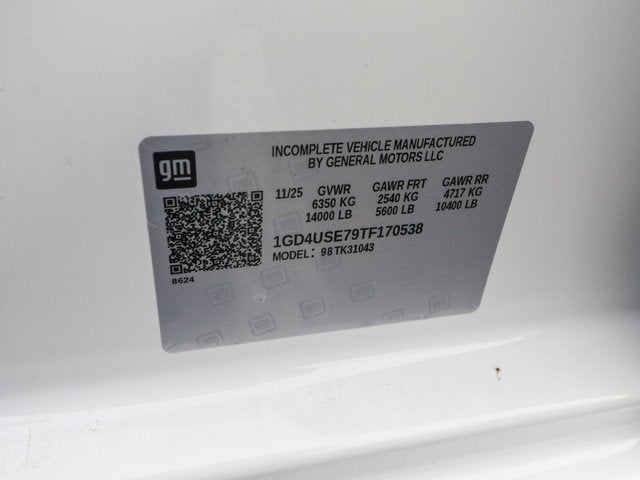 gm
INCOMPLETE VEHICLE MANUFACTURED
BY GENERAL MOTORS LLC
11/25 GVWR GAWR FRT GAWR RR
6350 KG 2540 KG 4717 KG
14000 LB 5600 LB 10400 LB
1GD4USE79TF170538
MODEL: 98TK31043
8624